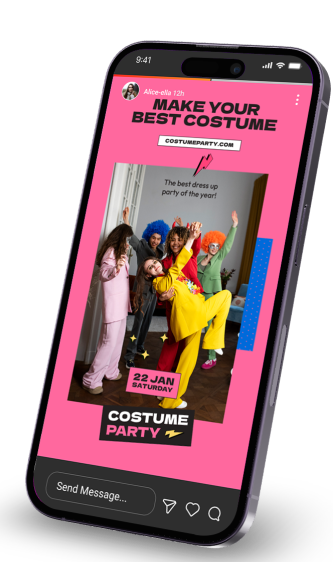 9:41
Alice-ella 12h
MAKE YOUR
BEST COSTUME
COSTUMEPARTY.COM
The best dress up
party of the year!
22 JAN
SATURDAY
COSTUME
PARTY
Send Message...